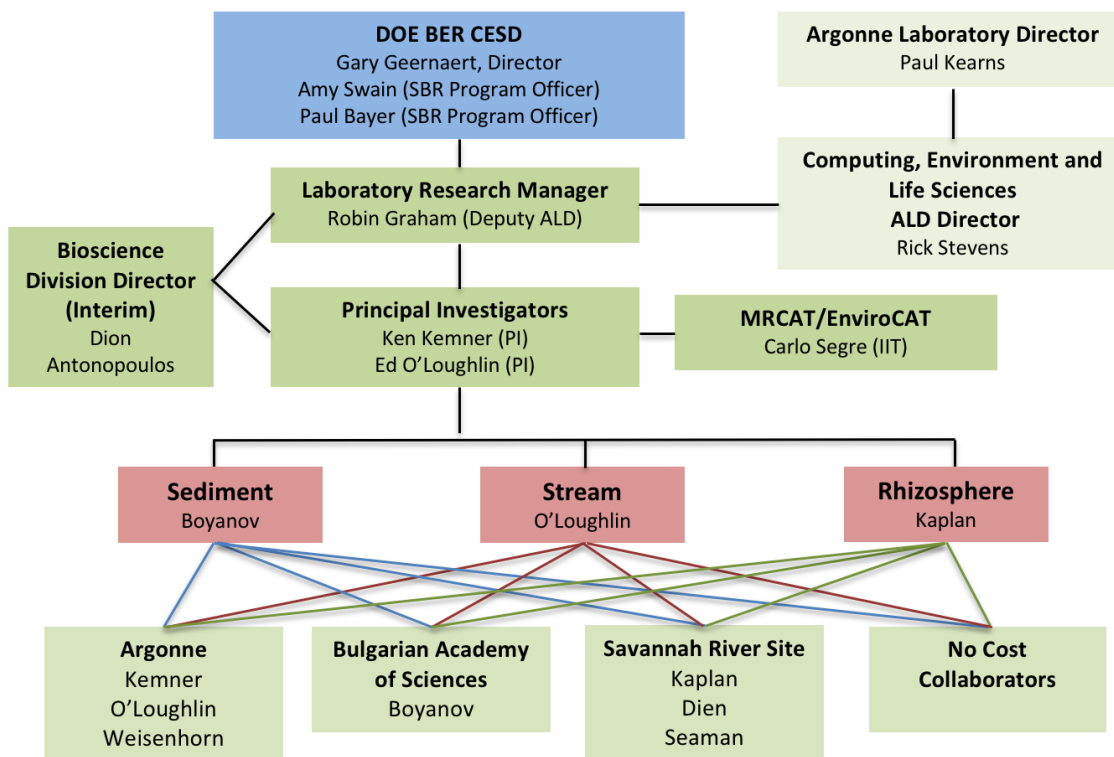 DOE BER CESD
Gary Geernaert, Director
Amy Swain (SBR Program Officer)
Paul Bayer (SBR Program Officer)
Argonne Laboratory Director
Paul Kearns
Computing, Environment and
Life Sciences
ALD Director
Rick Stevens
Laboratory Research Manager
Robin Graham (Deputy ALD)
Bioscience
Division Director
(Interim)
Dion
Antonopoulos
Principal Investigators
Ken Kemner (PI)
Ed O’Loughlin (PI)
MRCAT/EnviroCAT
Carlo Segre (IIT)
Sediment
Boyanov
Stream
O’Loughlin
Rhizosphere
Kaplan
Argonne
Kemner
O’Loughlin
Weisenhorn
Bulgarian Academy
of Sciences
Boyanov
Savannah River Site
Kaplan
Dien
Seaman
No Cost
Collaborators